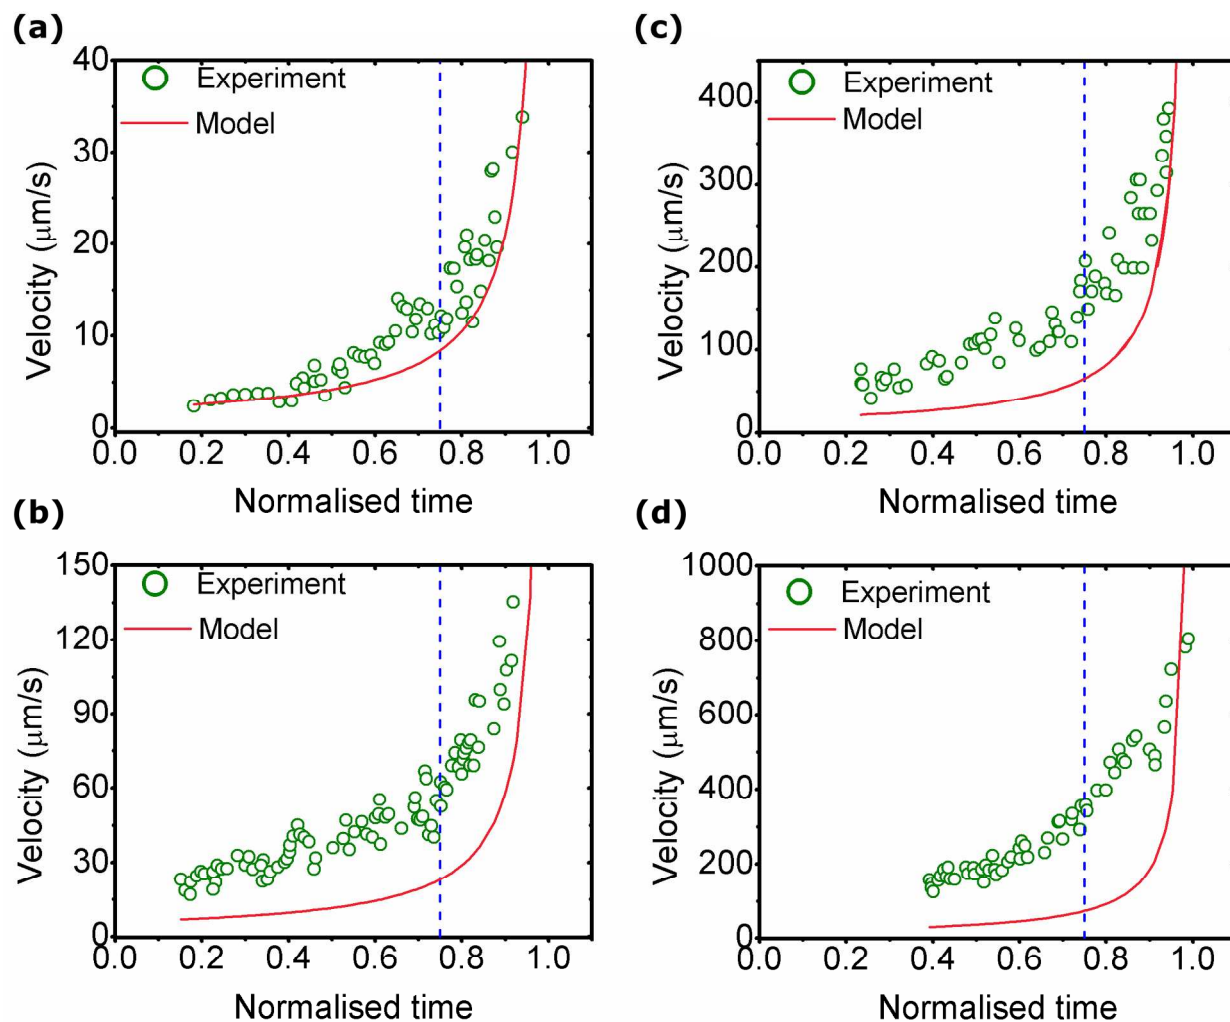 (a)
40
30
20
10
0
Velocity (μm/s)
Experiment
Model
0.0 0.2 0.4 0.6 0.8 1.0
Normalised time
(c)
400
300
200
100
0
Velocity (μm/s)
Experiment
Model
0.0 0.2 0.4 0.6 0.8 1.0
Normalised time
(b)
150
120
90
60
30
0
Velocity (μm/s)
Experiment
Model
0.0 0.2 0.4 0.6 0.8 1.0
Normalised time
(d)
1000
800
600
400
200
0
Velocity (μm/s)
Experiment
Model
0.0 0.2 0.4 0.6 0.8 1.0
Normalised time